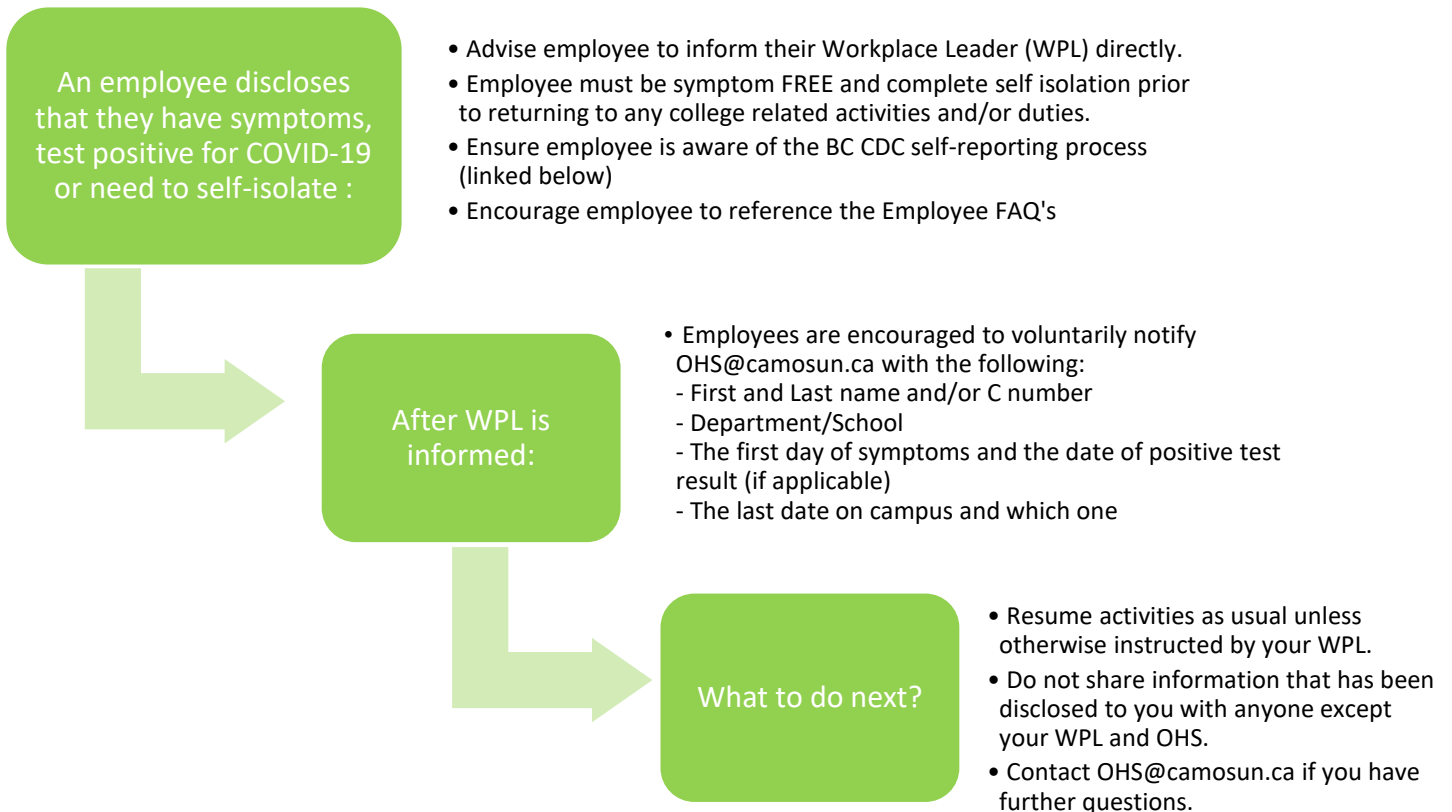 An employee discloses
that they have symptoms,
test positive for COVID-19
or need to self-isolate :
• Advise employee to inform their Workplace Leader (WPL) directly.
• Employee must be symptom FREE and complete self isolation prior
to returning to any college related activities and/or duties.
• Ensure employee is aware of the BC CDC self-reporting process
(linked below)
• Encourage employee to reference the Employee FAQ's
After WPL is
informed:
• Employees are encouraged to voluntarily notify
OHS@camosun.ca with the following:
- First and Last name and/or C number
- Department/School
- The first day of symptoms and the date of positive test
result (if applicable)
- The last date on campus and which one
What to do next?
• Resume activities as usual unless
otherwise instructed by your WPL.
• Do not share information that has been
disclosed to you with anyone except
your WPL and OHS.
• Contact OHS@camosun.ca if you have
further questions.